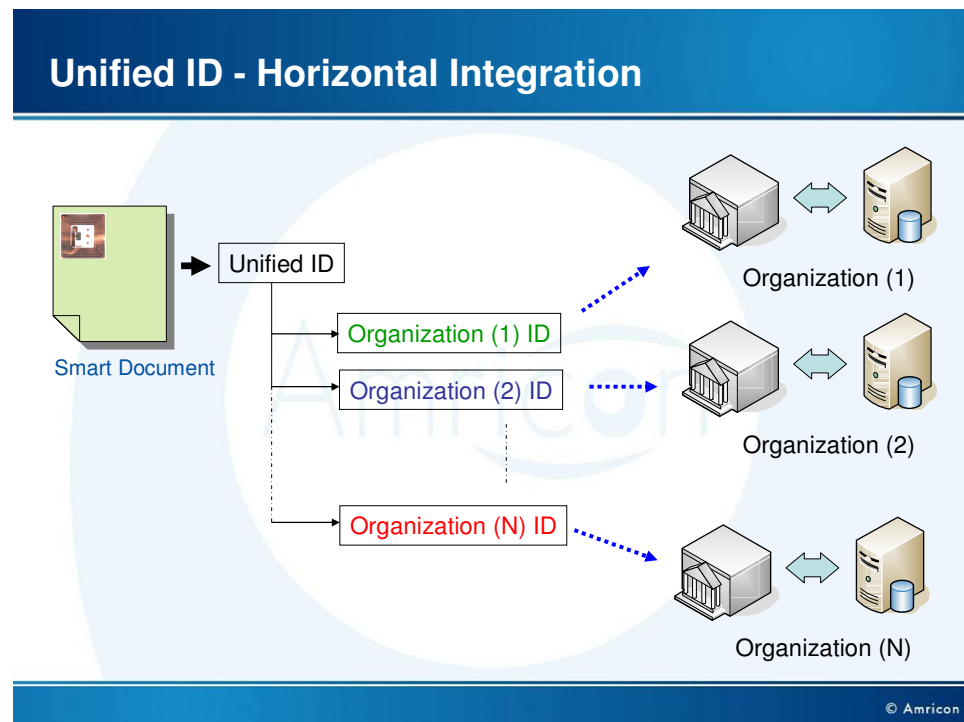 Unified ID - Horizontal Integration
Unified ID
Smart Document
Organization (1) ID
Organization (2) ID
Organization (N) ID
Organization (1)
Organization (2)
Organization (N)
Amricon
© Amricon